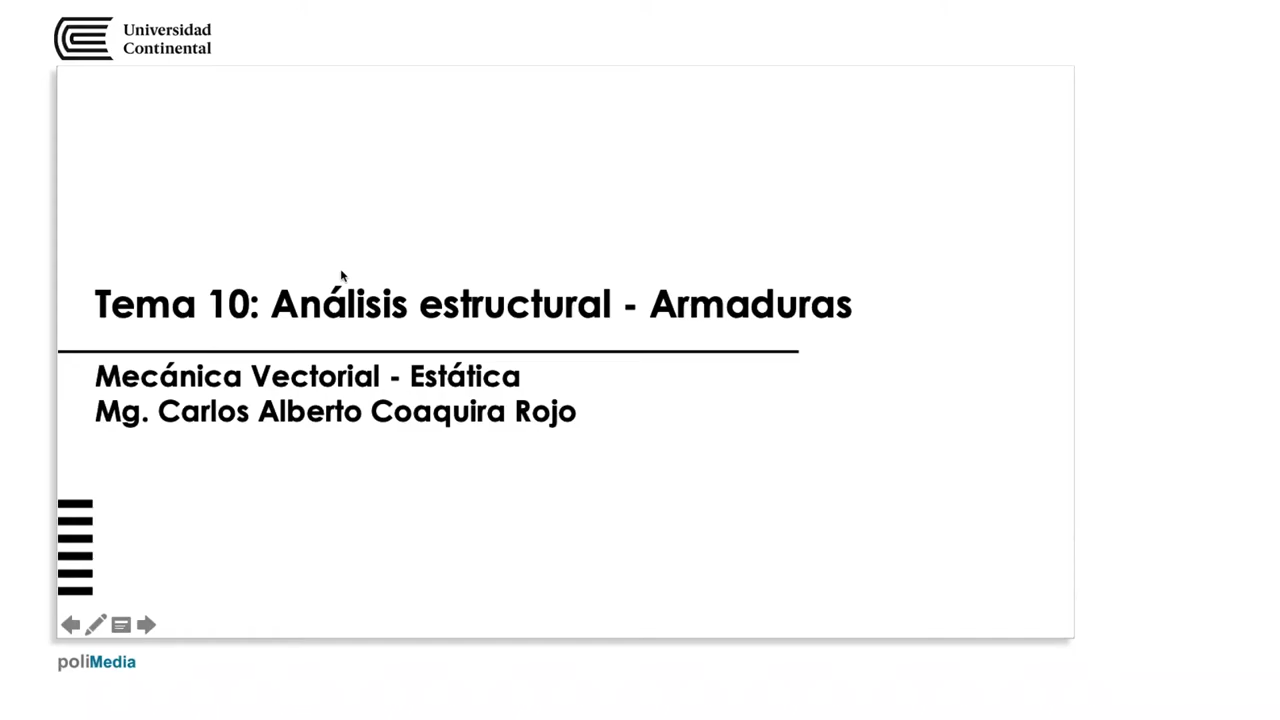 Universidad
Continental
Tema 10: Análisis estructural - Armaduras
Mecánica Vectorial - Estática
Mg. Carlos Alberto Coaquira Rojo
poliMedia